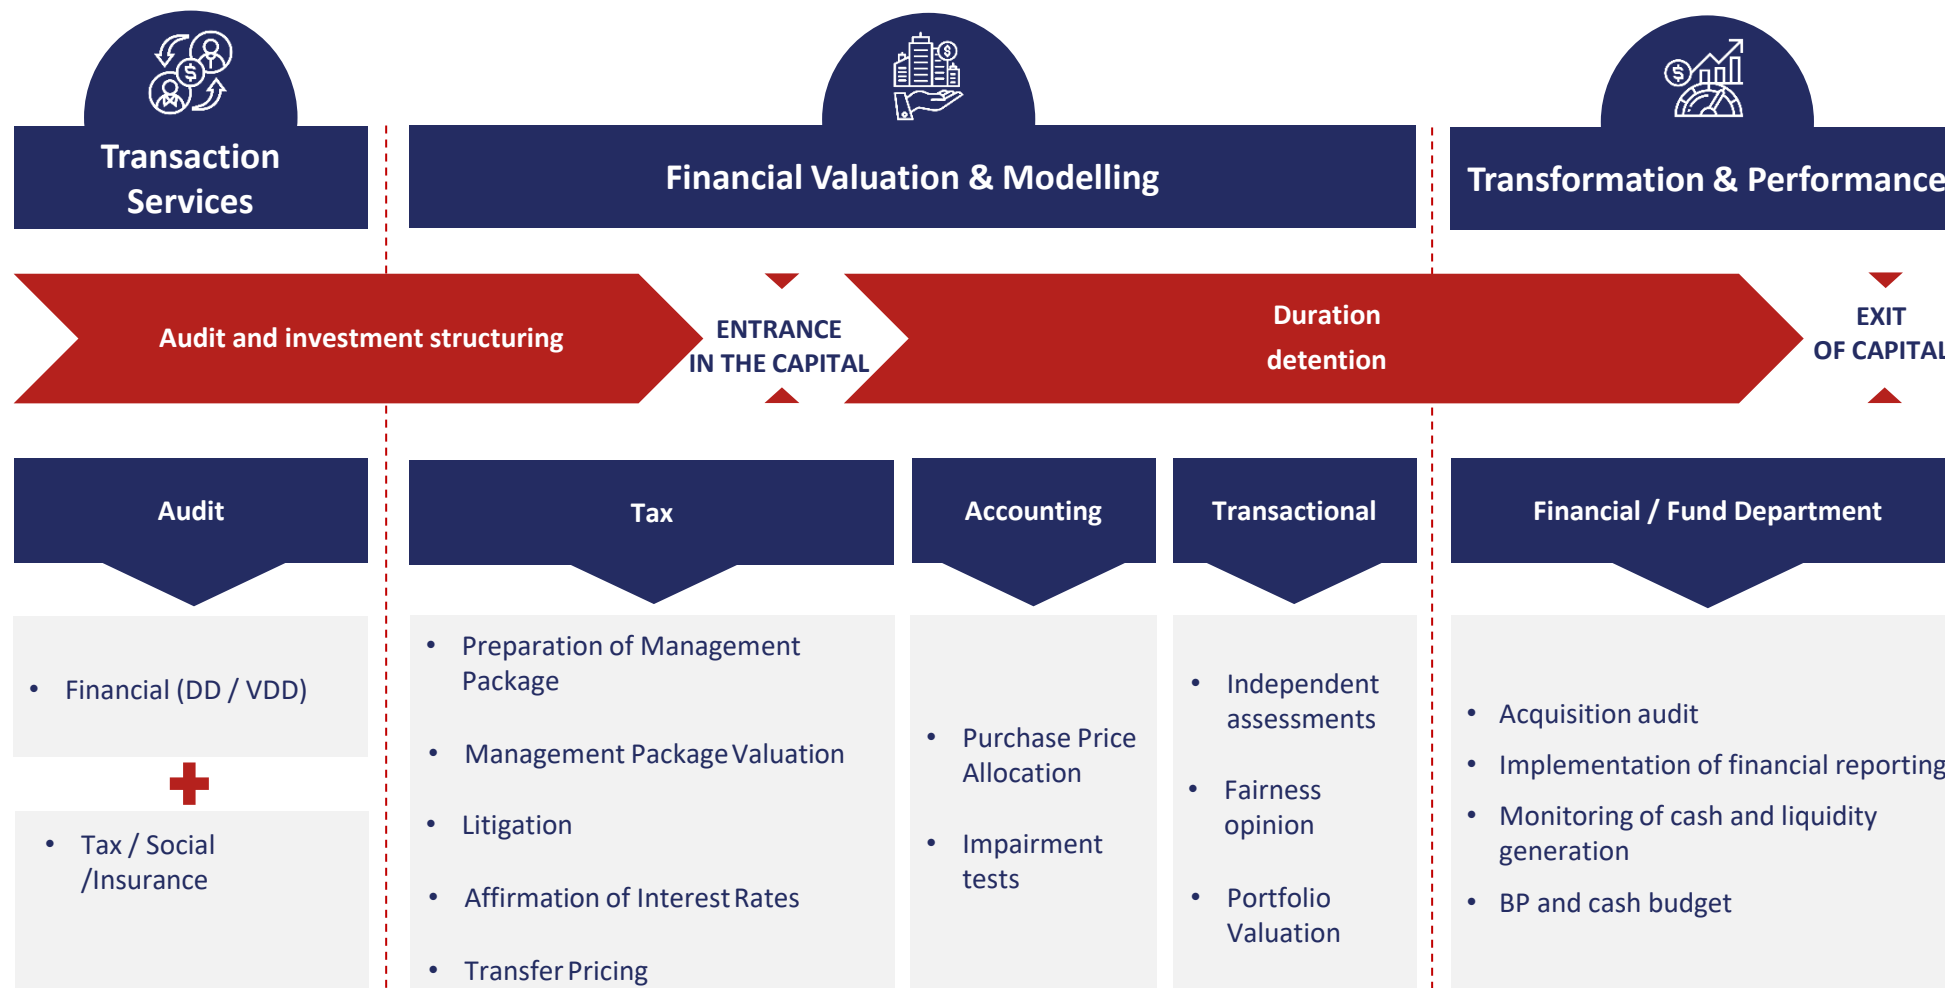 Transaction
Services
Financial Valuation & Modelling
Transformation & Performance
Audit and investment structuring
ENTRANCE
IN THE CAPITAL
Duration
detention
EXIT
OF CAPITAL
Audit
Tax
Accounting
Transactional
Financial / Fund Department
• Financial (DD / VDD)
• Tax / Social
/Insurance
• Preparation of Management
Package
• Management Package Valuation
• Litigation
• Affirmation of Interest Rates
• Transfer Pricing
• Purchase Price
Allocation
• Impairment
tests
• Independent
assessments
• Fairness
opinion
• Portfolio
Valuation
• Acquisition audit
• Implementation of financial reporting
• Monitoring of cash and liquidity
generation
• BP and cash budget